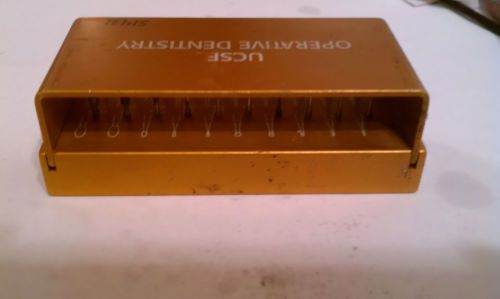 UCSF
OPERATIVE DENTISTRY